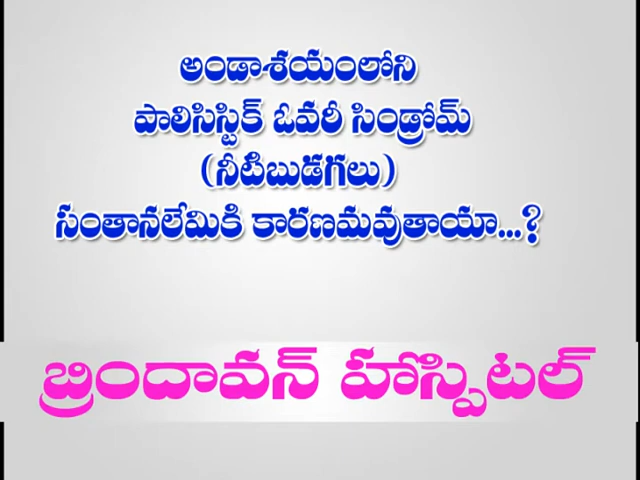 అండాశయంలోని
పాలిసిస్టిక్ ఓవరీ సిండ్రోమ్
(నీటిబుడగలు)
సంతానలేమికి కారణమవుతాయా...?
బ్రిందావన్ హాస్పిటల్